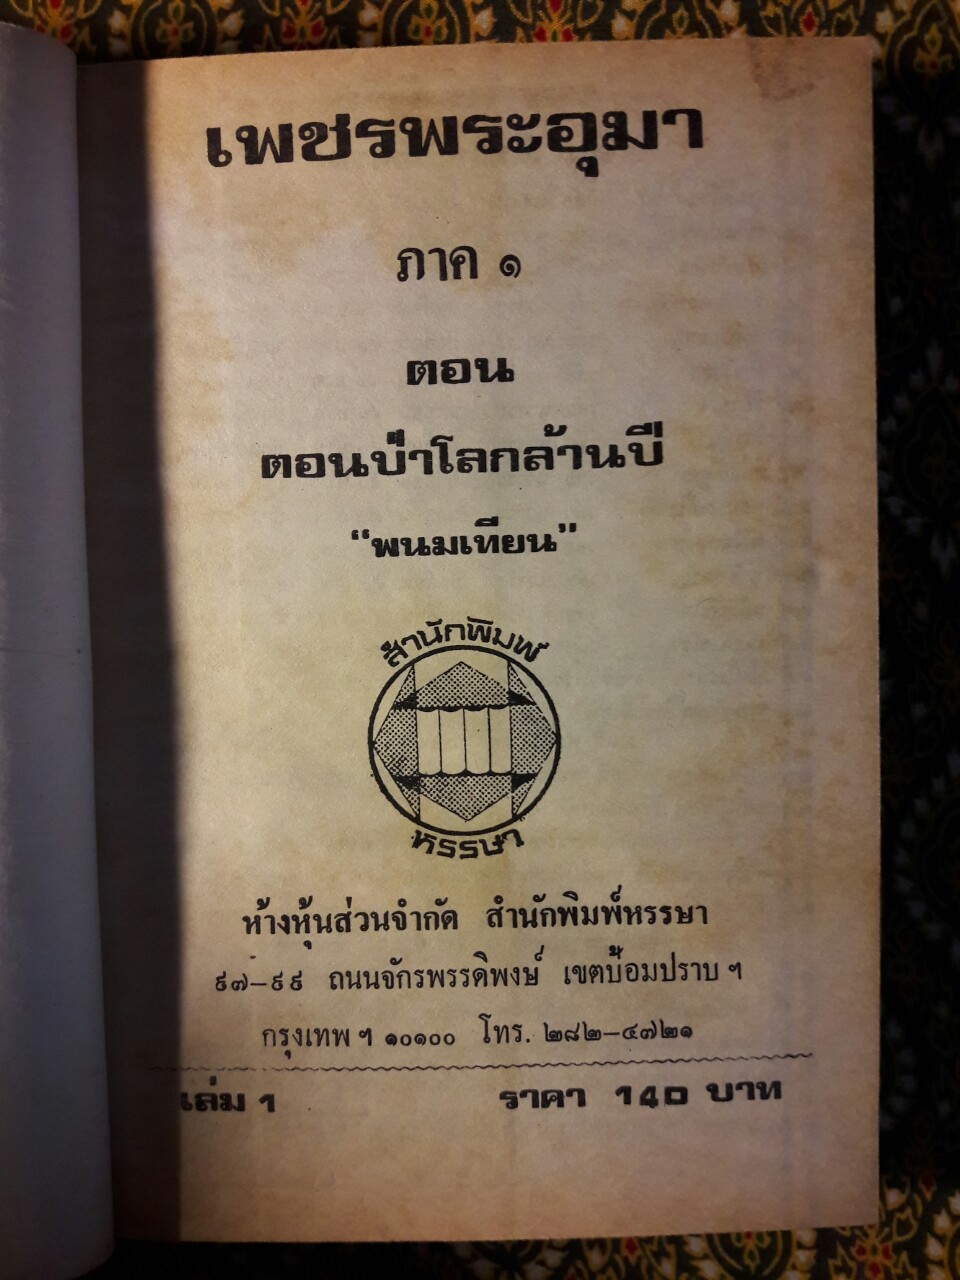 เพชรพระอุมา
ภาค ๑
ตอน
ตอนป่าโลกล้านปี
“พนมเทียน”
สำนักพิมพ์
หรรษา
ห้างหุ้นส่วนจำกัด สำนักพิมพ์หรรษา
๙๗–๙๙ ถนนจักรพรรดิพงษ์ เขตป้อมปราบ ฯ
กรุงเทพ ฯ ๑๐๑๐๐ โทร. ๒๘๒–๔๗๒๑
เล่ม 1 ราคา 140 บาท